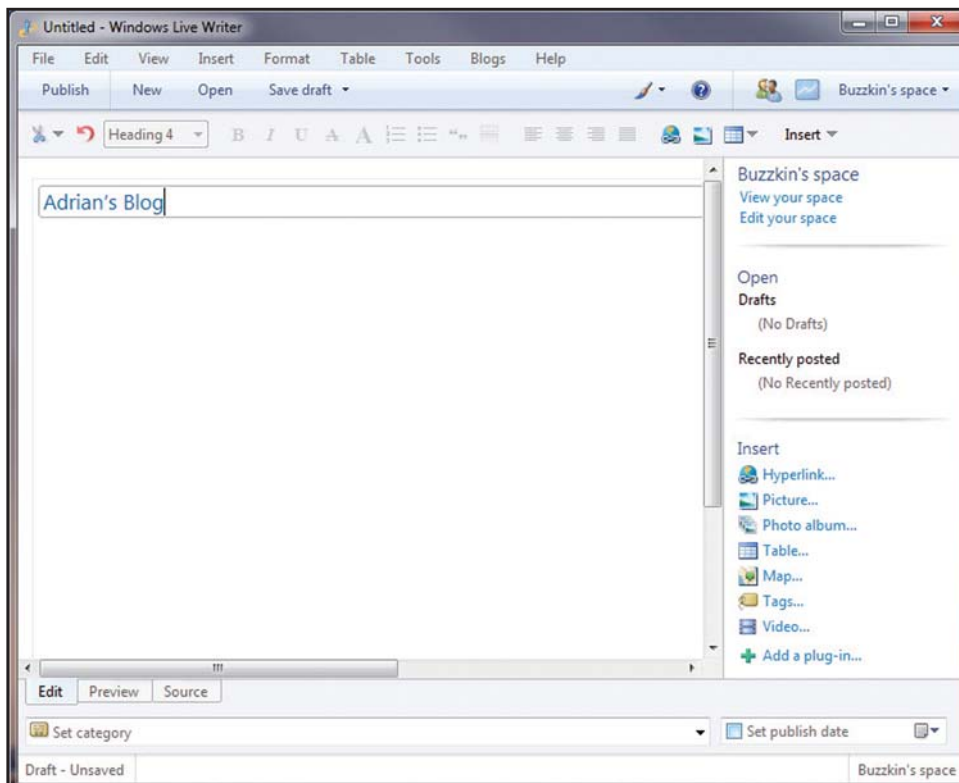 Untitled - Windows Live Writer
File Edit View Insert Format Table Tools Blogs Help
Publish New Open Save draft Buzzkin's space
Heading 4 B I U A A Insert
Adrian's Blog
Buzzkin's space
View your space
Edit your space
Open
Drafts
(No Drafts)
Recently posted
(No Recently posted)
Insert
Hyperlink...
Picture...
Photo album...
Table...
Map...
Tags...
Video...
Add a plug-in...
Edit Preview Source
Set category Set publish date
Draft - Unsaved Buzzkin's space